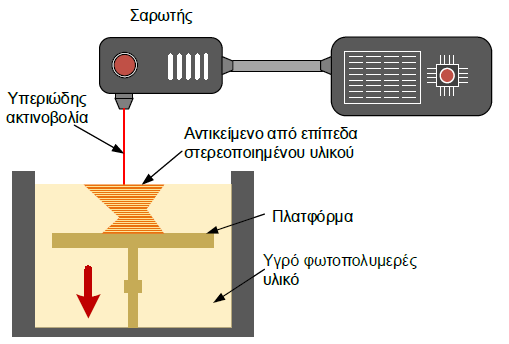 Σαρωτής
Υπεριώδης
ακτινοβολία
Αντικείμενο από επίπεδα
στερεοποιημένου υλικού
Πλατφόρμα
Υγρό φωτοπολυμερές
υλικό